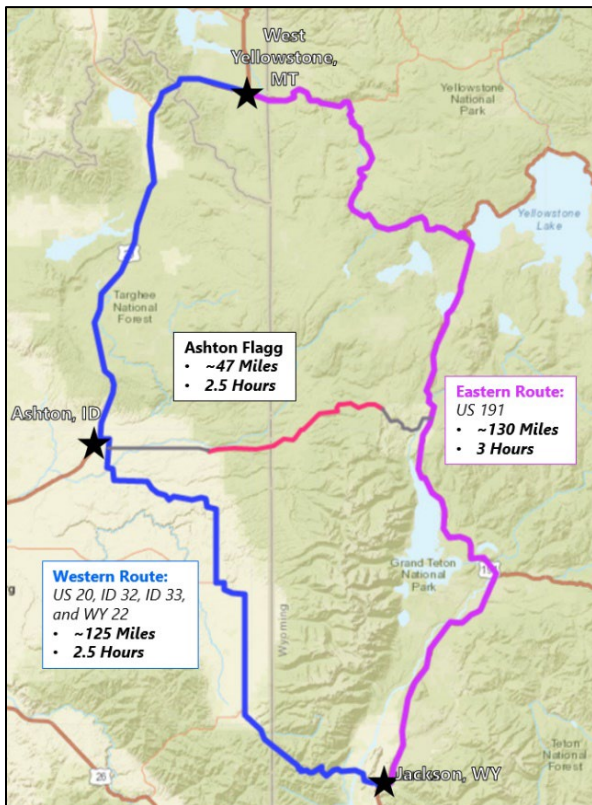 West
Yellowstone,
MT
Yellowstone
National
Park
Yellowstone
Lake
Targhee
National
Forest
Ashton Flagg
• ~47 Miles
• 2.5 Hours
Ashton, ID
Eastern Route:
US 191
• ~130 Miles
• 3 Hours
Grand Teton
National
Park
Western Route:
US 20, ID 32, ID 33,
and WY 22
• ~125 Miles
• 2.5 Hours
Wyoming
26
Jackson, WY
Teton
National
Forest